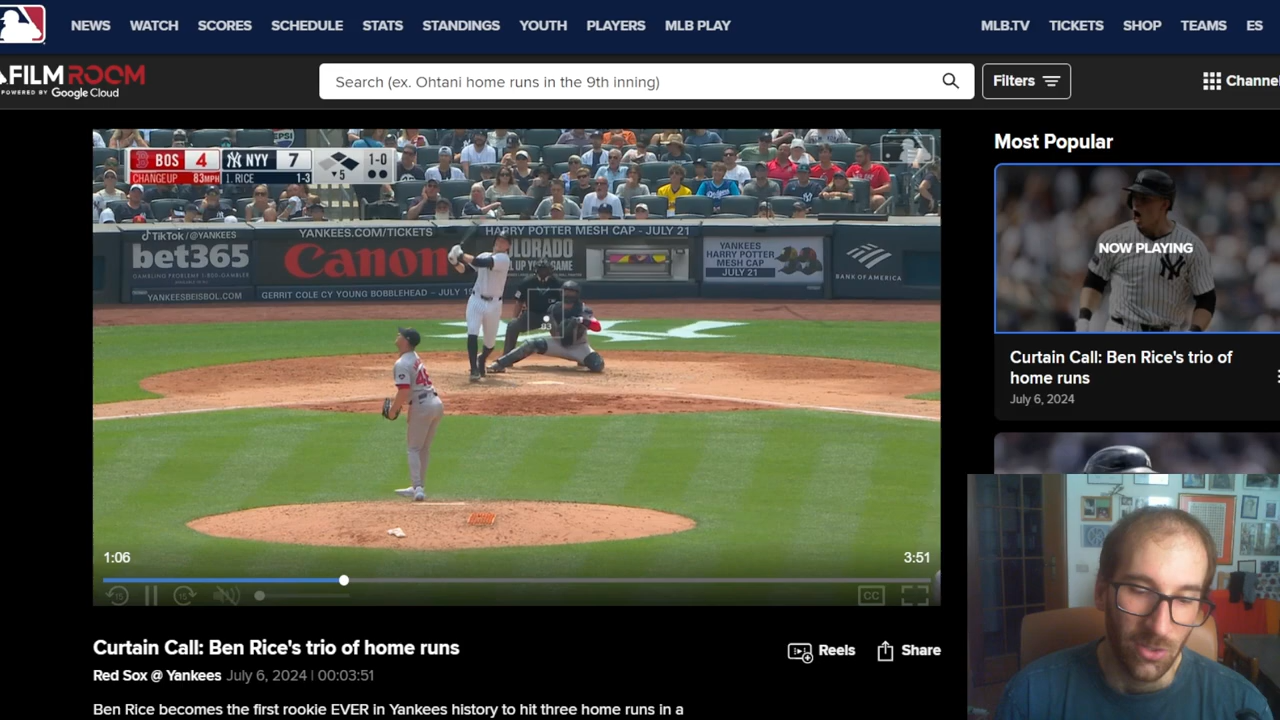 NEWS WATCH SCORES SCHEDULE STATS STANDINGS YOUTH PLAYERS MLB PLAY MLB.TV TICKETS SHOP TEAMS ES
FILM ROOM
POWERED BY Google Cloud
Search (ex. Ohtani home runs in the 9th inning)
Filters
Channel
PEPSI
BOS 4 NYY 7 1-0
CHANGEUP 83MPH 1. RICE 1-3 5
TikTok / @YANKEES
bet365
YANKEESBEISBOL.COM
YANKEES.COM/TICKETS
Canon
GERRIT COLE CY YOUNG BOBBLEHEAD – JULY
HARRY POTTER MESH CAP - JULY 21
YANKEES
HARRY POTTER
MESH CAP
JULY 21
BANK OF AMERICA
83
1:06
3:51
15 15
CC
Curtain Call: Ben Rice's trio of home runs
Reels
Share
Red Sox @ Yankees July 6, 2024 | 00:03:51
Ben Rice becomes the first rookie EVER in Yankees history to hit three home runs in a
Most Popular
NOW PLAYING
Curtain Call: Ben Rice's trio of
home runs
July 6, 2024